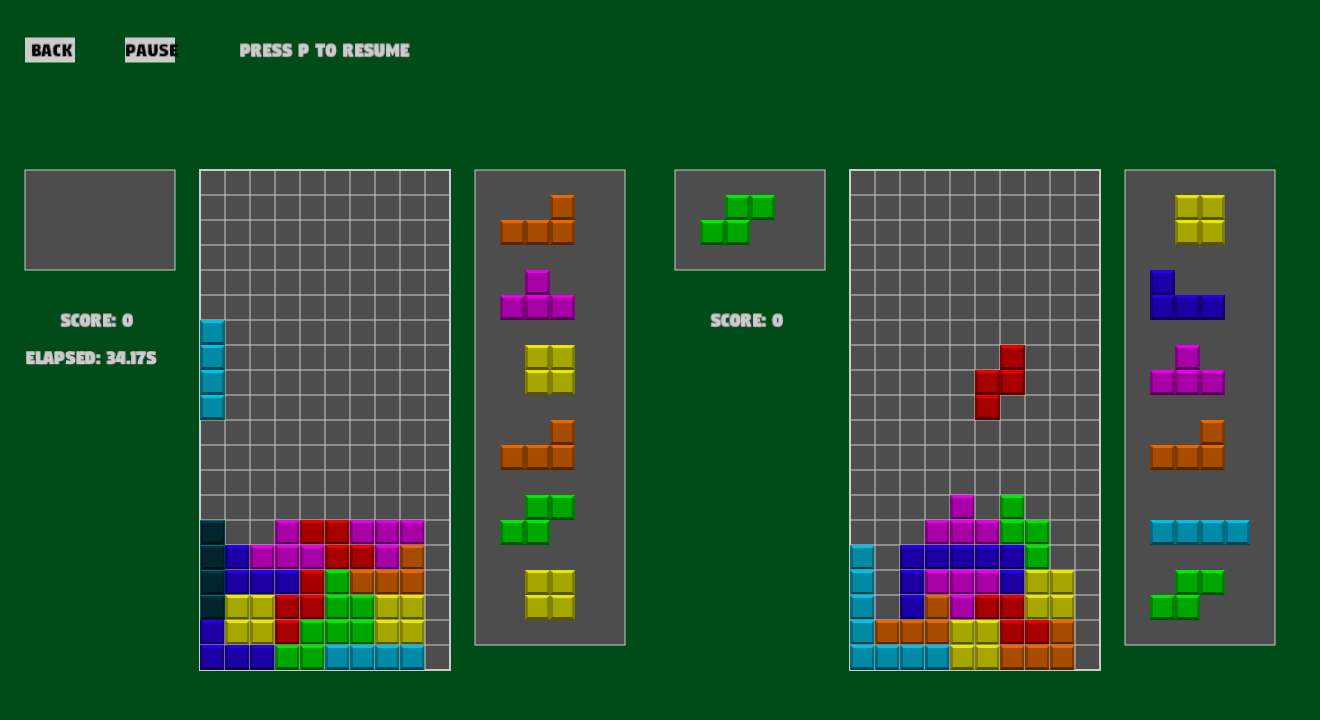 BACK
PAUSE
PRESS P TO RESUME
SCORE: 0
ELAPSED: 34.17S
SCORE: 0